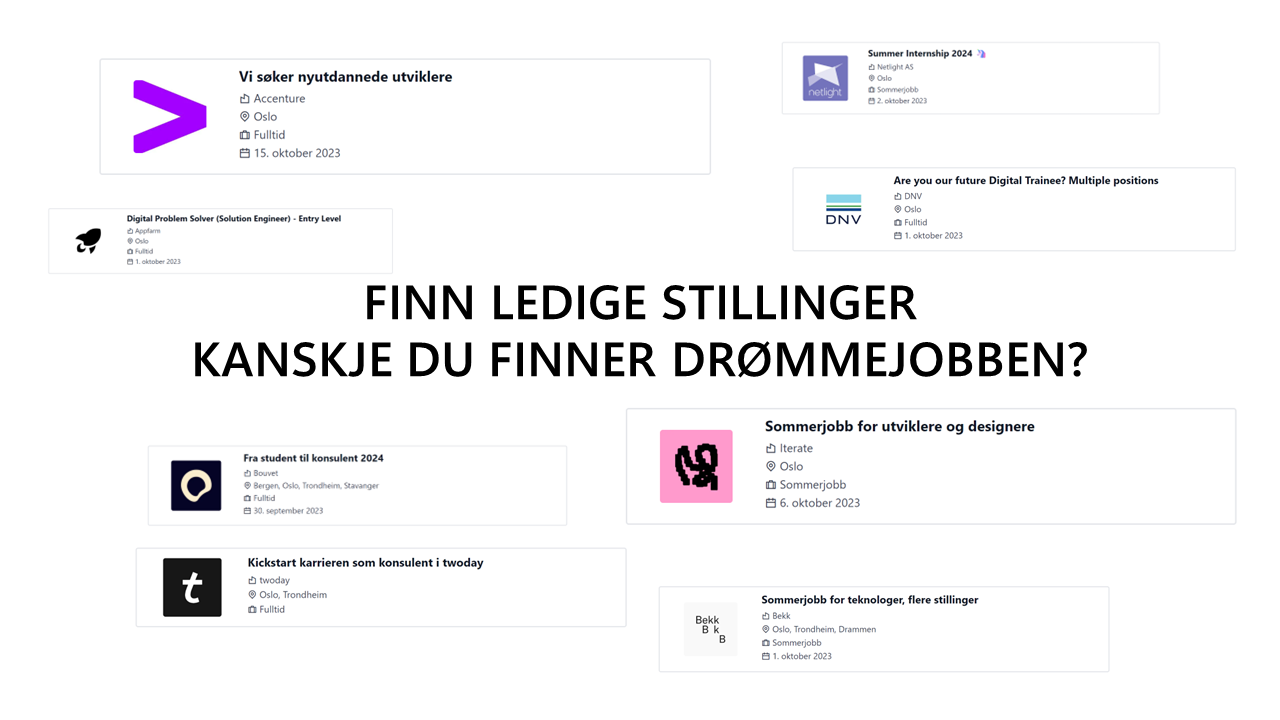 Vi søker nyutdannede utviklere
Accenture
Oslo
Fulltid
15. oktober 2023
Summer Internship 2024 🦄
netlight
Netlight AS
Oslo
Sommerjobb
2. oktober 2023
Are you our future Digital Trainee? Multiple positions
DNV
DNV
Oslo
Fulltid
1. oktober 2023
Digital Problem Solver (Solution Engineer) - Entry Level
Appfarm
Oslo
Fulltid
1. oktober 2023
FINN LEDIGE STILLINGER
KANSKJE DU FINNER DRØMMEJOBBEN?
Sommerjobb for utviklere og designere
Iterate
Oslo
Sommerjobb
6. oktober 2023
Fra student til konsulent 2024
Bouvet
Bergen, Oslo, Trondheim, Stavanger
Fulltid
30. september 2023
Kickstart karrieren som konsulent i twoday
t
twoday
Oslo, Trondheim
Fulltid
Sommerjobb for teknologer, flere stillinger
Bekk
B k
B
Bekk
Oslo, Trondheim, Drammen
Sommerjobb
1. oktober 2023